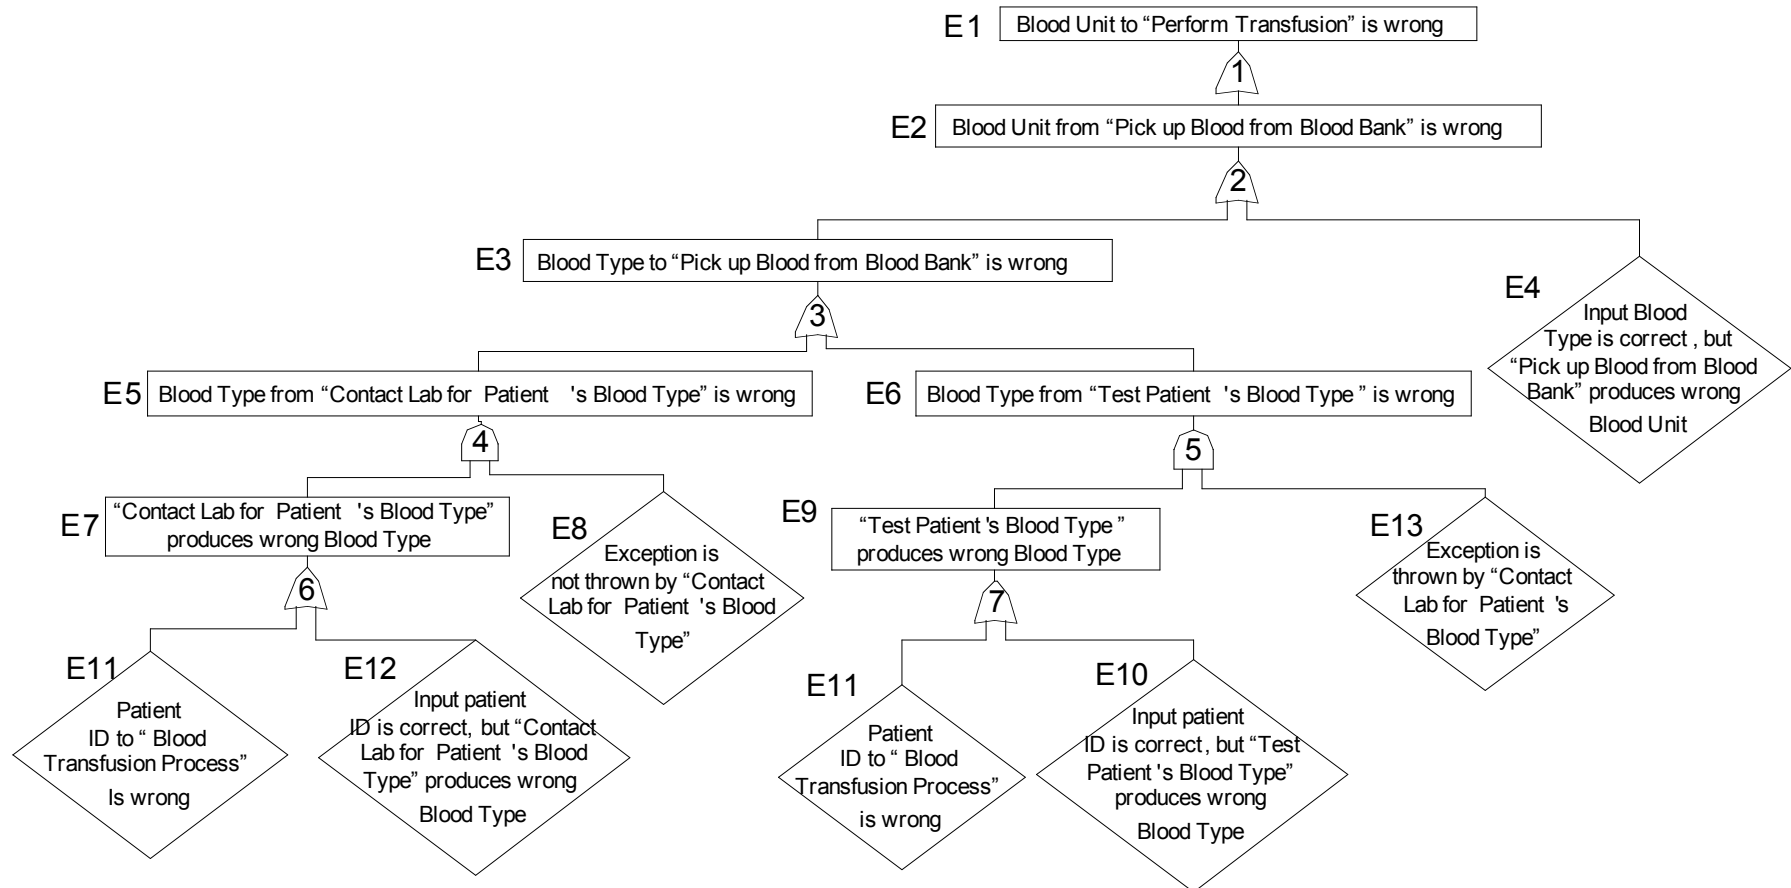 E1
Blood Unit to “Perform Transfusion” is wrong
1
E2
Blood Unit from “Pick up Blood from Blood Bank” is wrong
2
E3
Blood Type to “Pick up Blood from Blood Bank” is wrong
E4
Input Blood
Type is correct , but
“Pick up Blood from Blood
Bank” produces wrong
Blood Unit
3
E5
Blood Type from “Contact Lab for Patient 's Blood Type” is wrong
E6
Blood Type from “Test Patient 's Blood Type ” is wrong
4
5
E7
“Contact Lab for Patient 's Blood Type”
produces wrong Blood Type
E8
Exception is
not thrown by “Contact
Lab for Patient 's Blood
Type”
E9
“Test Patient 's Blood Type ”
produces wrong Blood Type
E13
Exception is
thrown by “Contact
Lab for Patient 's
Blood Type”
6
7
E11
Patient
ID to “ Blood
Transfusion Process”
Is wrong
E12
Input patient
ID is correct, but “Contact
Lab for Patient 's Blood
Type” produces wrong
Blood Type
E11
Patient
ID to “ Blood
Transfusion Process”
is wrong
E10
Input patient
ID is correct, but “Test
Patient 's Blood Type”
produces wrong
Blood Type